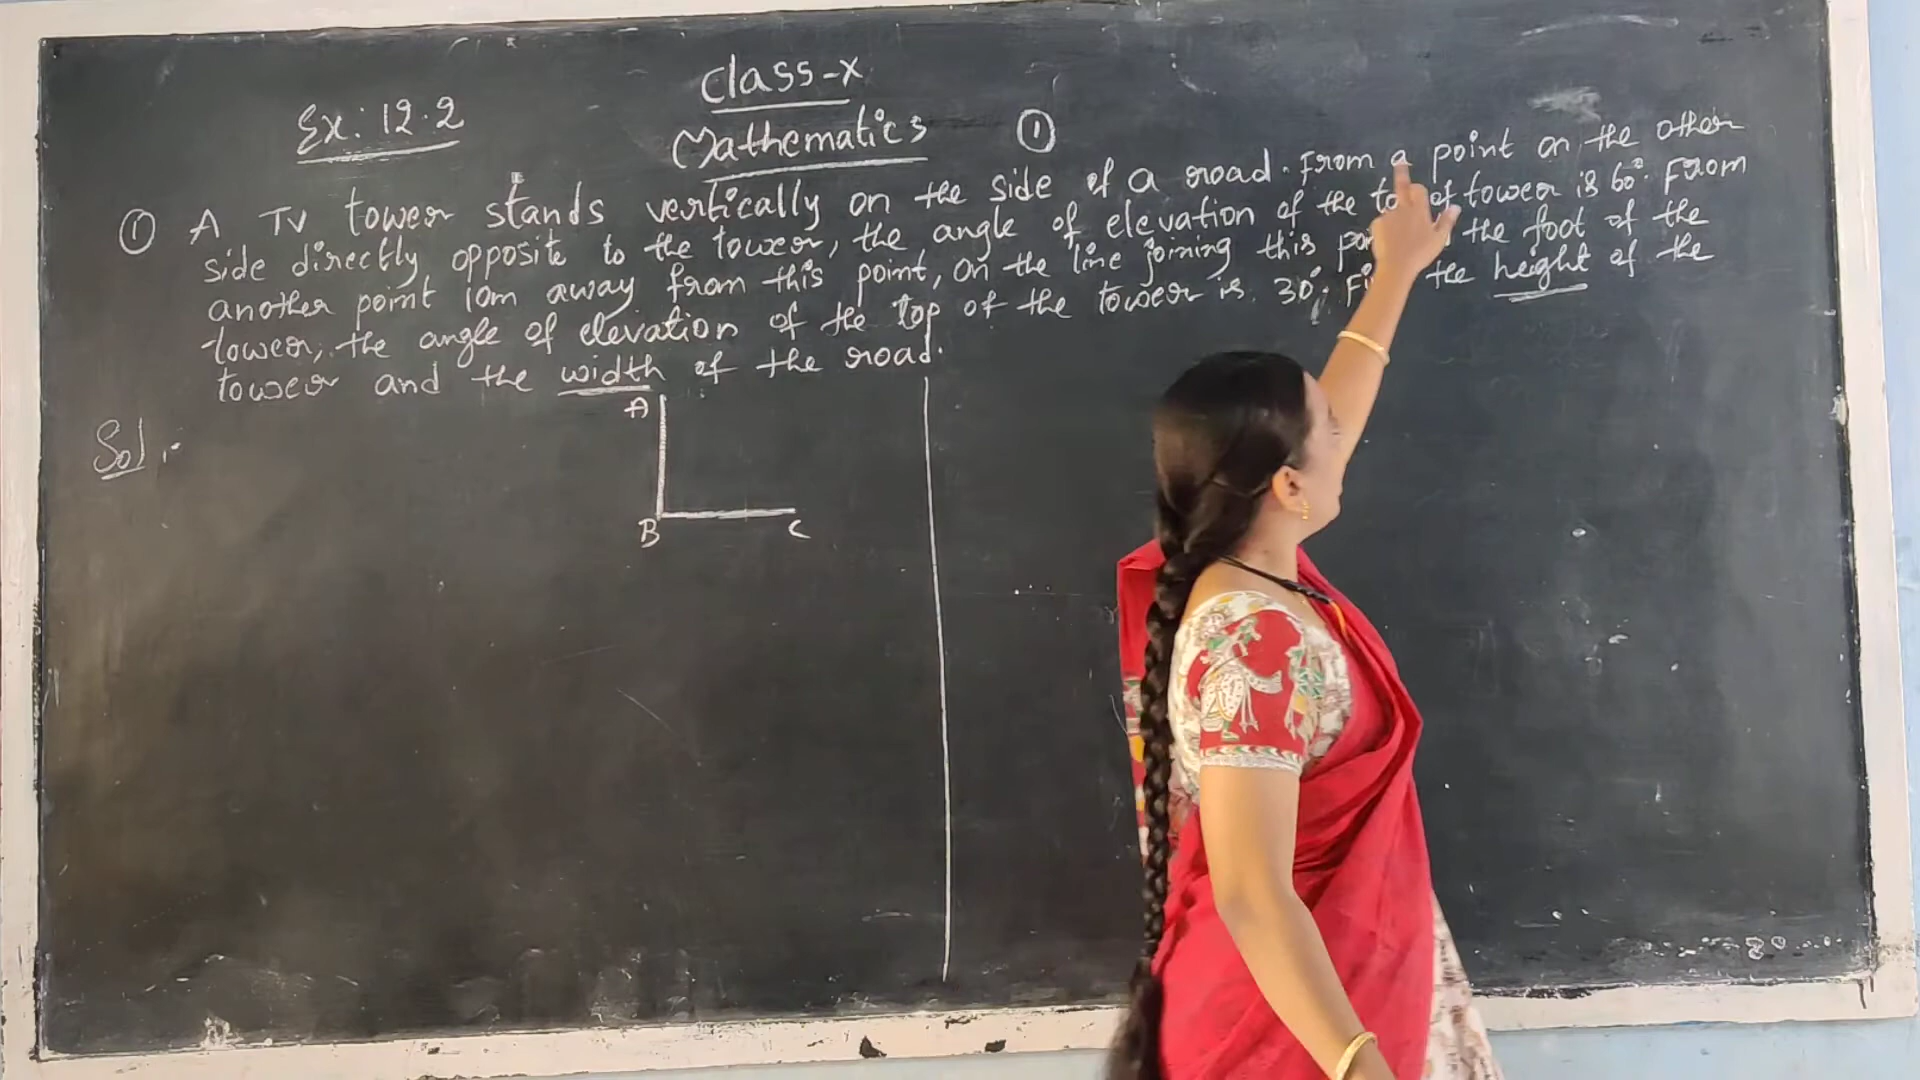 Class-X
Ex: 12.2
Mathematics ①
① A TV tower stands vertically on the side of a road. From a point on the other
side directly opposite to the tower, the angle of elevation of the of tower is 60°. From
another point 10m away from this point, on the line joining this the foot of the
tower, the angle of elevation of the top of the tower is 30°. the height of the
tower and the width of the road.
Sol:-
A
B C